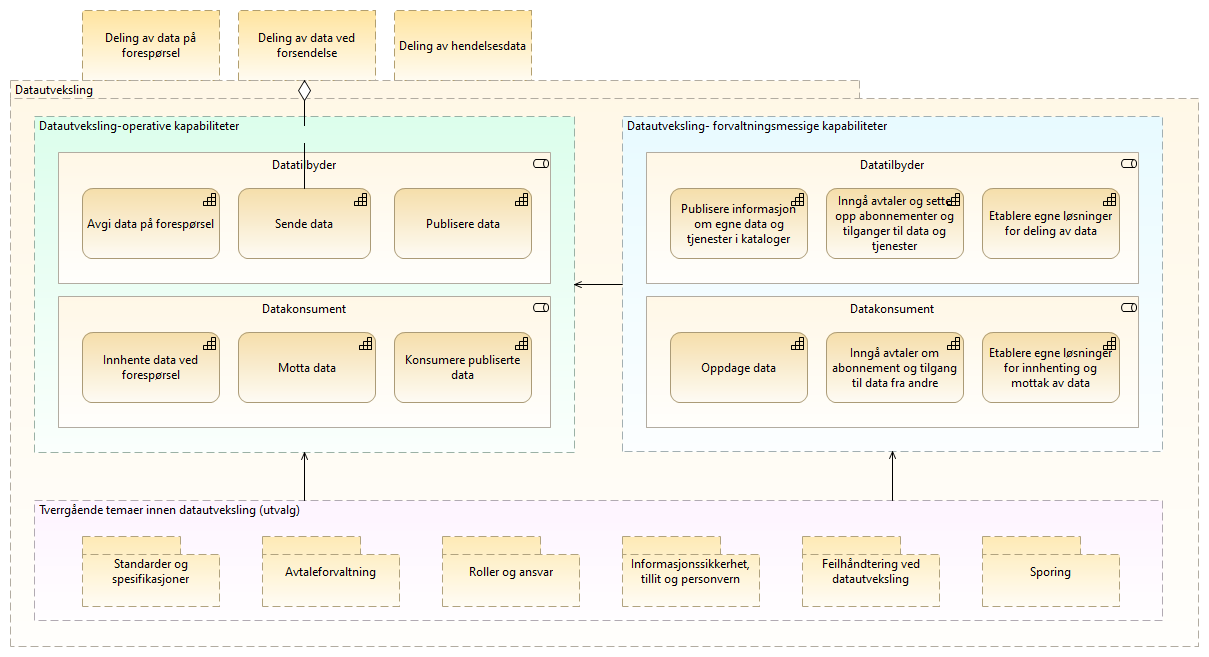 Deling av data på
forespørsel
Deling av data ved
forsendelse
Deling av hendelsesdata
Datautveksling
Datautveksling-operative kapabiliteter
Datatilbyder
Avgi data på forespørsel
Sende data
Publisere data
Datakonsument
Innhente data ved
forespørsel
Motta data
Konsumere publiserte
data
Datautveksling- forvaltningsmessige kapabiliteter
Datatilbyder
Publisere informasjon
om egne data og
tjenester i kataloger
Inngå avtaler og sette
opp abonnementer og
tilganger til data og
tjenester
Etablere egne løsninger
for deling av data
Datakonsument
Oppdage data
Inngå avtaler om
abonnement og tilgang
til data fra andre
Etablere egne løsninger
for innhenting og
mottak av data
Tverrgående temaer innen datautveksling (utvalg)
Standarder og
spesifikasjoner
Avtaleforvaltning
Roller og ansvar
Informasjonssikkerhet,
tillit og personvern
Feilhåndtering ved
datautveksling
Sporing